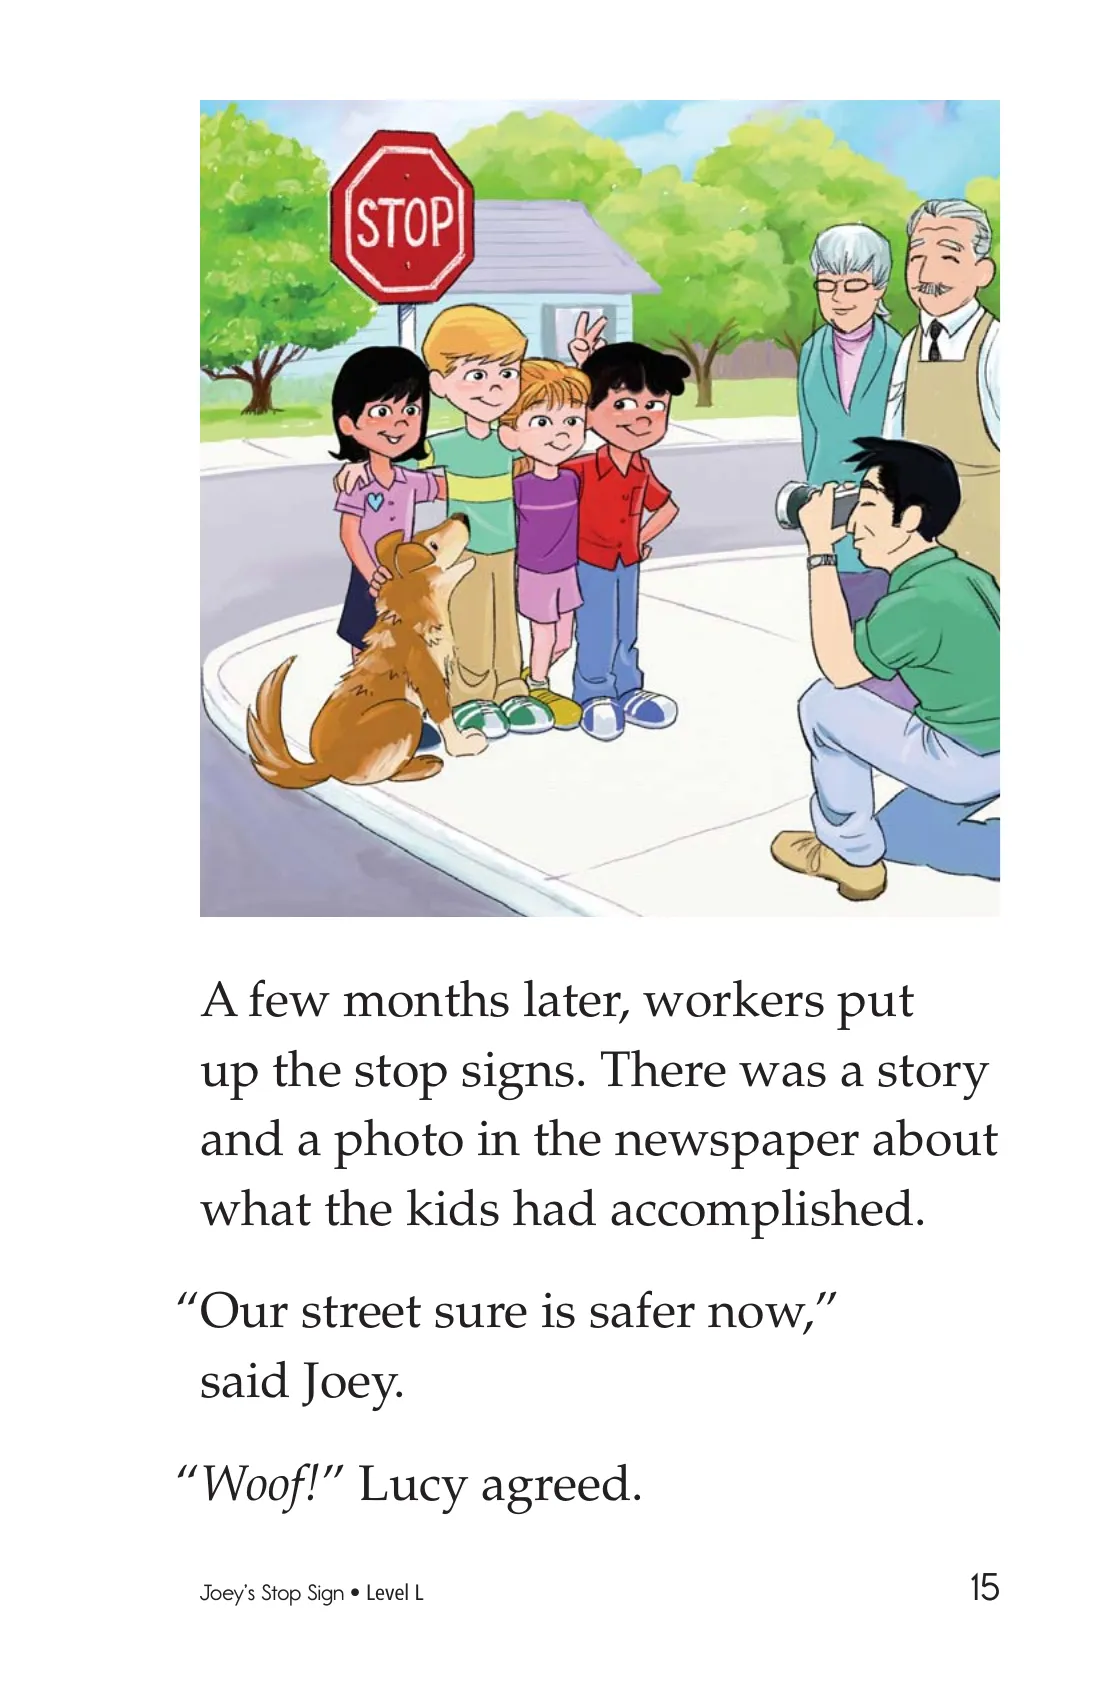 STOP
A few months later, workers put
up the stop signs. There was a story
and a photo in the newspaper about
what the kids had accomplished.
“Our street sure is safer now,”
said Joey.
“Woof!” Lucy agreed.
Joey’s Stop Sign • Level L
15